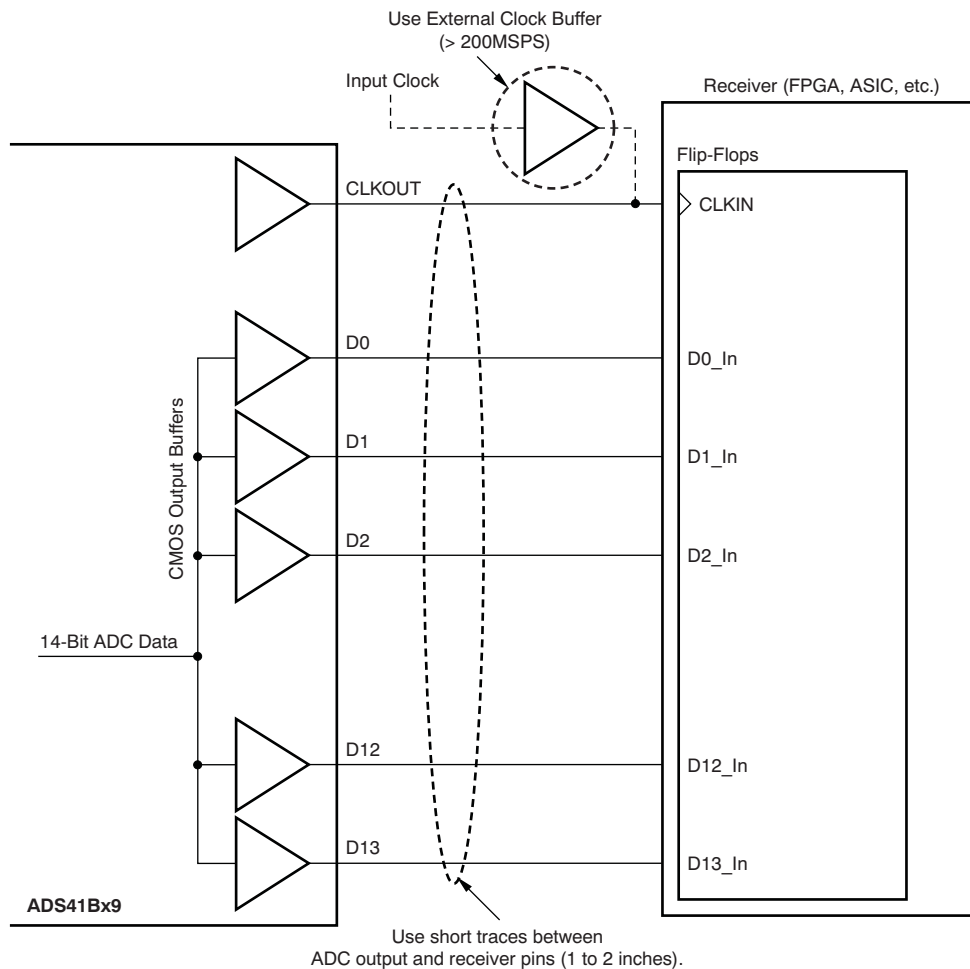 Use External Clock Buffer
(> 200MSPS)
Input Clock
Receiver (FPGA, ASIC, etc.)
Flip-Flops
CLKOUT
CLKIN
D0
D0_In
D1
D1_In
CMOS Output Buffers
D2
D2_In
14-Bit ADC Data
D12
D12_In
D13
D13_In
ADS41Bx9
Use short traces between
ADC output and receiver pins (1 to 2 inches).